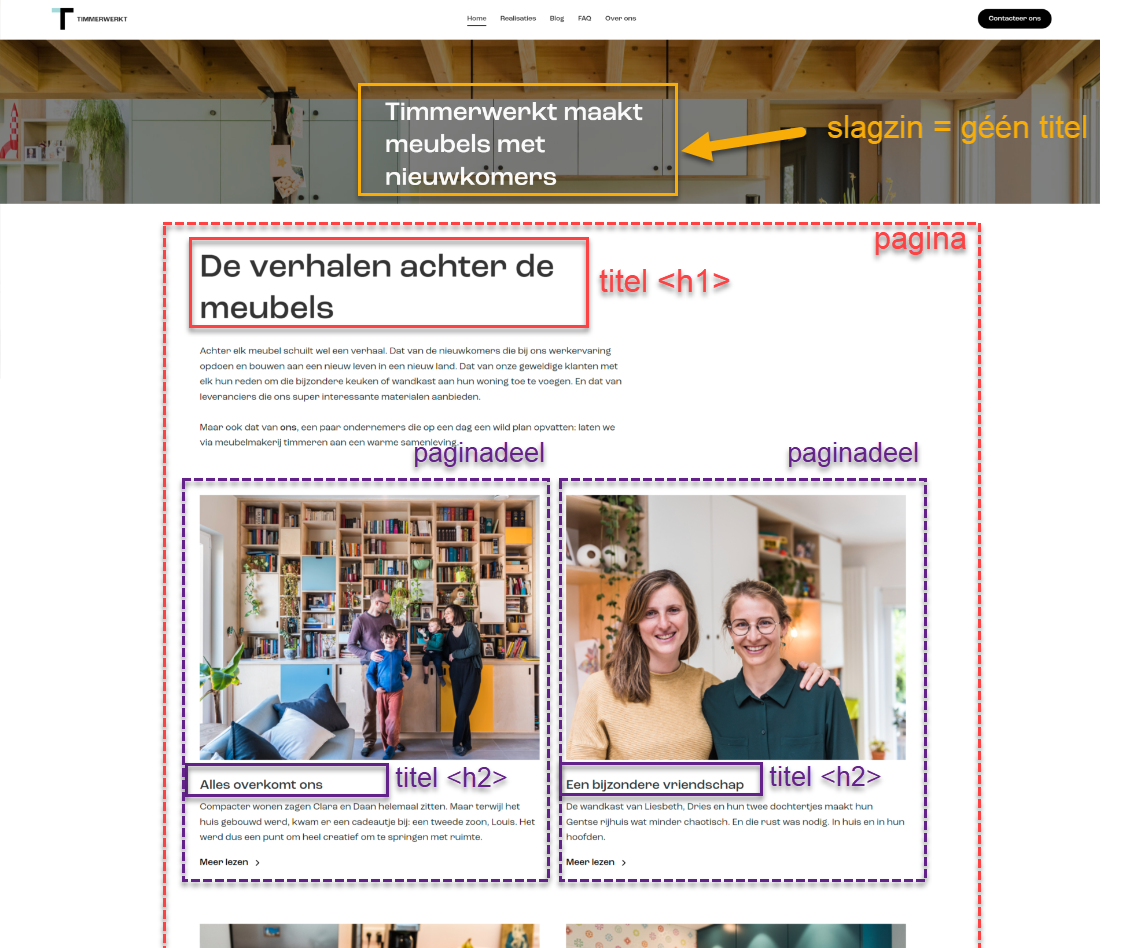 TIMMERWERKT
Home Realisaties Blog FAQ Over ons
Contacteer ons
Timmerwerkt maakt
meubels met
nieuwkomers
slagzin = géén titel
pagina
De verhalen achter de
meubels
titel <h1>
Achter elk meubel schuilt wel een verhaal. Dat van de nieuwkomers die bij ons werkervaring
opdoen en bouwen aan een nieuw leven in een nieuw land. Dat van onze geweldige klanten met
elk hun reden om die bijzondere keuken of wandkast aan hun woning toe te voegen. En dat van
leveranciers die ons super interessante materialen aanbieden.
Maar ook dat van ons, een paar ondernemers die op een dag een wild plan opvatten: laten we
via meubelmakerij timmeren aan een warme samenleving.
paginadeel
paginadeel
Alles overkomt ons
titel <h2>
Compacter wonen zagen Clara en Daan helemaal zitten. Maar terwijl het
huis gebouwd werd, kwam er een cadeautje bij: een tweede zoon, Louis. Het
werd dus een punt om heel creatief om te springen met ruimte.
Meer lezen >
Een bijzondere vriendschap
titel <h2>
De wandkast van Liesbeth, Dries en hun twee dochtertjes maakt hun
Gentse rijhuis wat minder chaotisch. En die rust was nodig. In huis en in hun
hoofden.
Meer lezen >